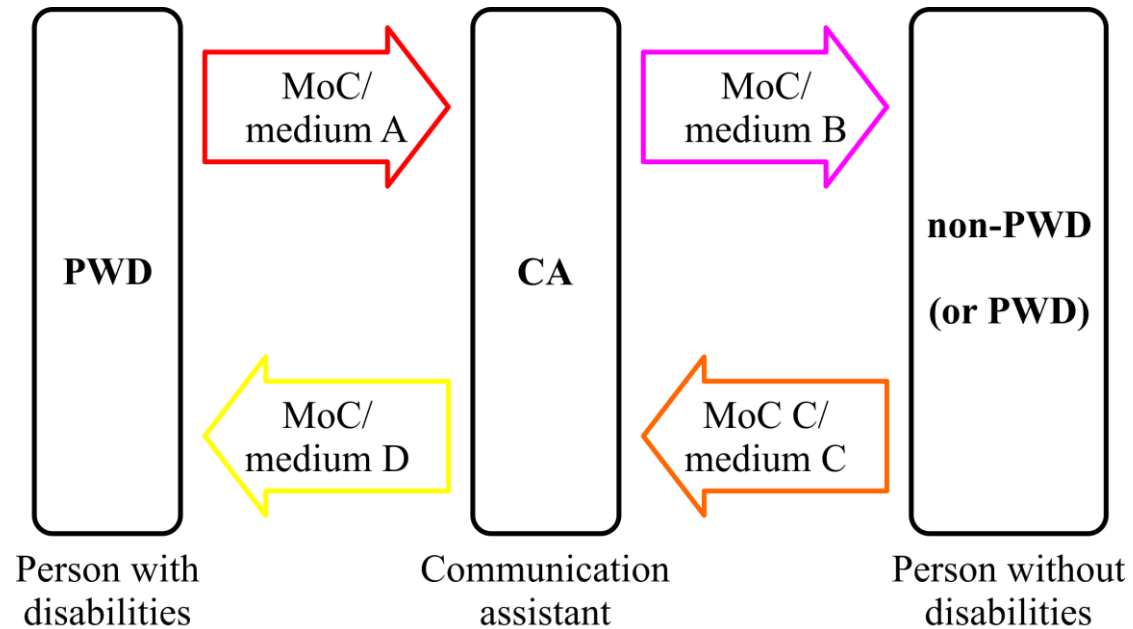 MoC/
medium A
MoC/
medium B
PWD
CA
non-PWD
(or PWD)
MoC/
medium D
MoC C/
medium C
Person with
disabilities
Communication
assistant
Person without
disabilities